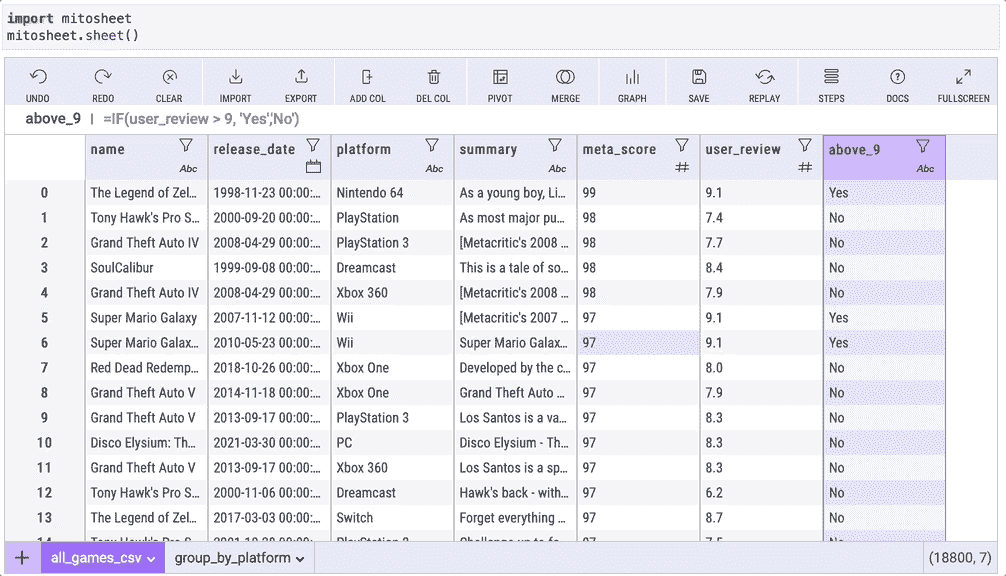 import mitosheet
mitosheet.sheet()
UNDO REDO CLEAR IMPORT EXPORT ADD COL DEL COL PIVOT MERGE GRAPH SAVE REPLAY STEPS DOCS FULLSCREEN
above_9 | =IF(user_review > 9, 'Yes','No')
name release_date platform summary meta_score user_review above_9
Abc Abc Abc # # Abc
0 The Legend of Zel... 1998-11-23 00:00:... Nintendo 64 As a young boy, Li... 99 9.1 Yes
1 Tony Hawk's Pro S... 2000-09-20 00:00:... PlayStation As most major pu... 98 7.4 No
2 Grand Theft Auto IV 2008-04-29 00:00:... PlayStation 3 [Metacritic's 2008 ... 98 7.7 No
3 SoulCalibur 1999-09-08 00:00:... Dreamcast This is a tale of so... 98 8.4 No
4 Grand Theft Auto IV 2008-04-29 00:00:... Xbox 360 [Metacritic's 2008 ... 98 7.9 No
5 Super Mario Galaxy 2007-11-12 00:00:... Wii [Metacritic's 2007 ... 97 9.1 Yes
6 Super Mario Galax... 2010-05-23 00:00:... Wii Super Mario Galax... 97 9.1 Yes
7 Red Dead Redemp... 2018-10-26 00:00:... Xbox One Developed by the c... 97 8.0 No
8 Grand Theft Auto V 2014-11-18 00:00:... Xbox One Grand Theft Auto ... 97 7.9 No
9 Grand Theft Auto V 2013-09-17 00:00:... PlayStation 3 Los Santos is a va... 97 8.3 No
10 Disco Elysium: Th... 2021-03-30 00:00:... PC Disco Elysium - Th... 97 8.3 No
11 Grand Theft Auto V 2013-09-17 00:00:... Xbox 360 Los Santos is a sp... 97 8.3 No
12 Tony Hawk's Pro S... 2000-11-06 00:00:... Dreamcast Hawk's back - with... 97 6.2 No
13 The Legend of Zel... 2017-03-03 00:00:... Switch Forget everything ... 97 8.7 No
+ all_games_csv group_by_platform (18800, 7)